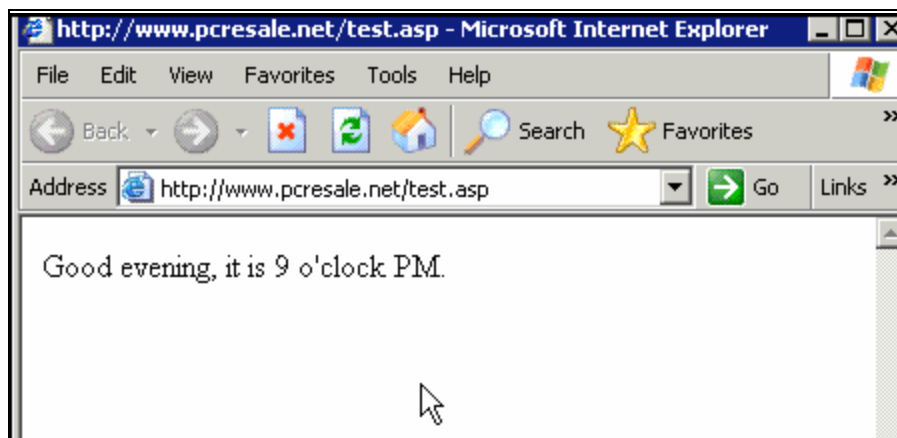 http://www.pcresale.net/test.asp - Microsoft Internet Explorer
File Edit View Favorites Tools Help
Back Search Favorites »
Address http://www.pcresale.net/test.asp Go Links »
Good evening, it is 9 o'clock PM.